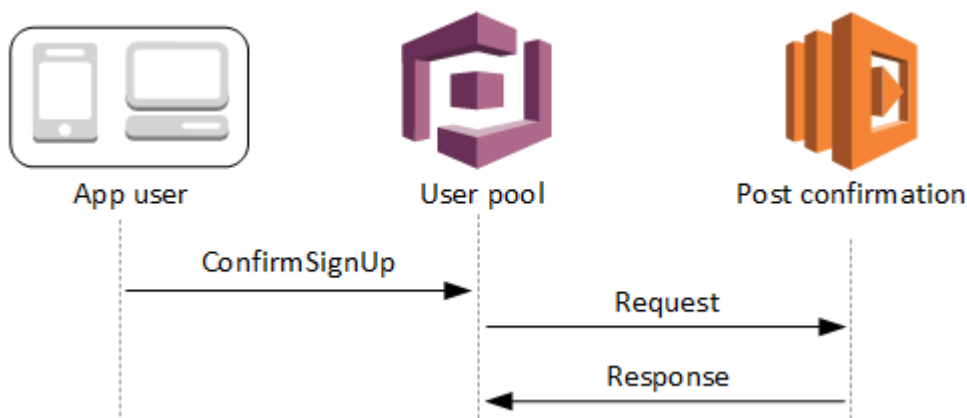 App user
User pool
Post confirmation
ConfirmSignUp
Request
Response